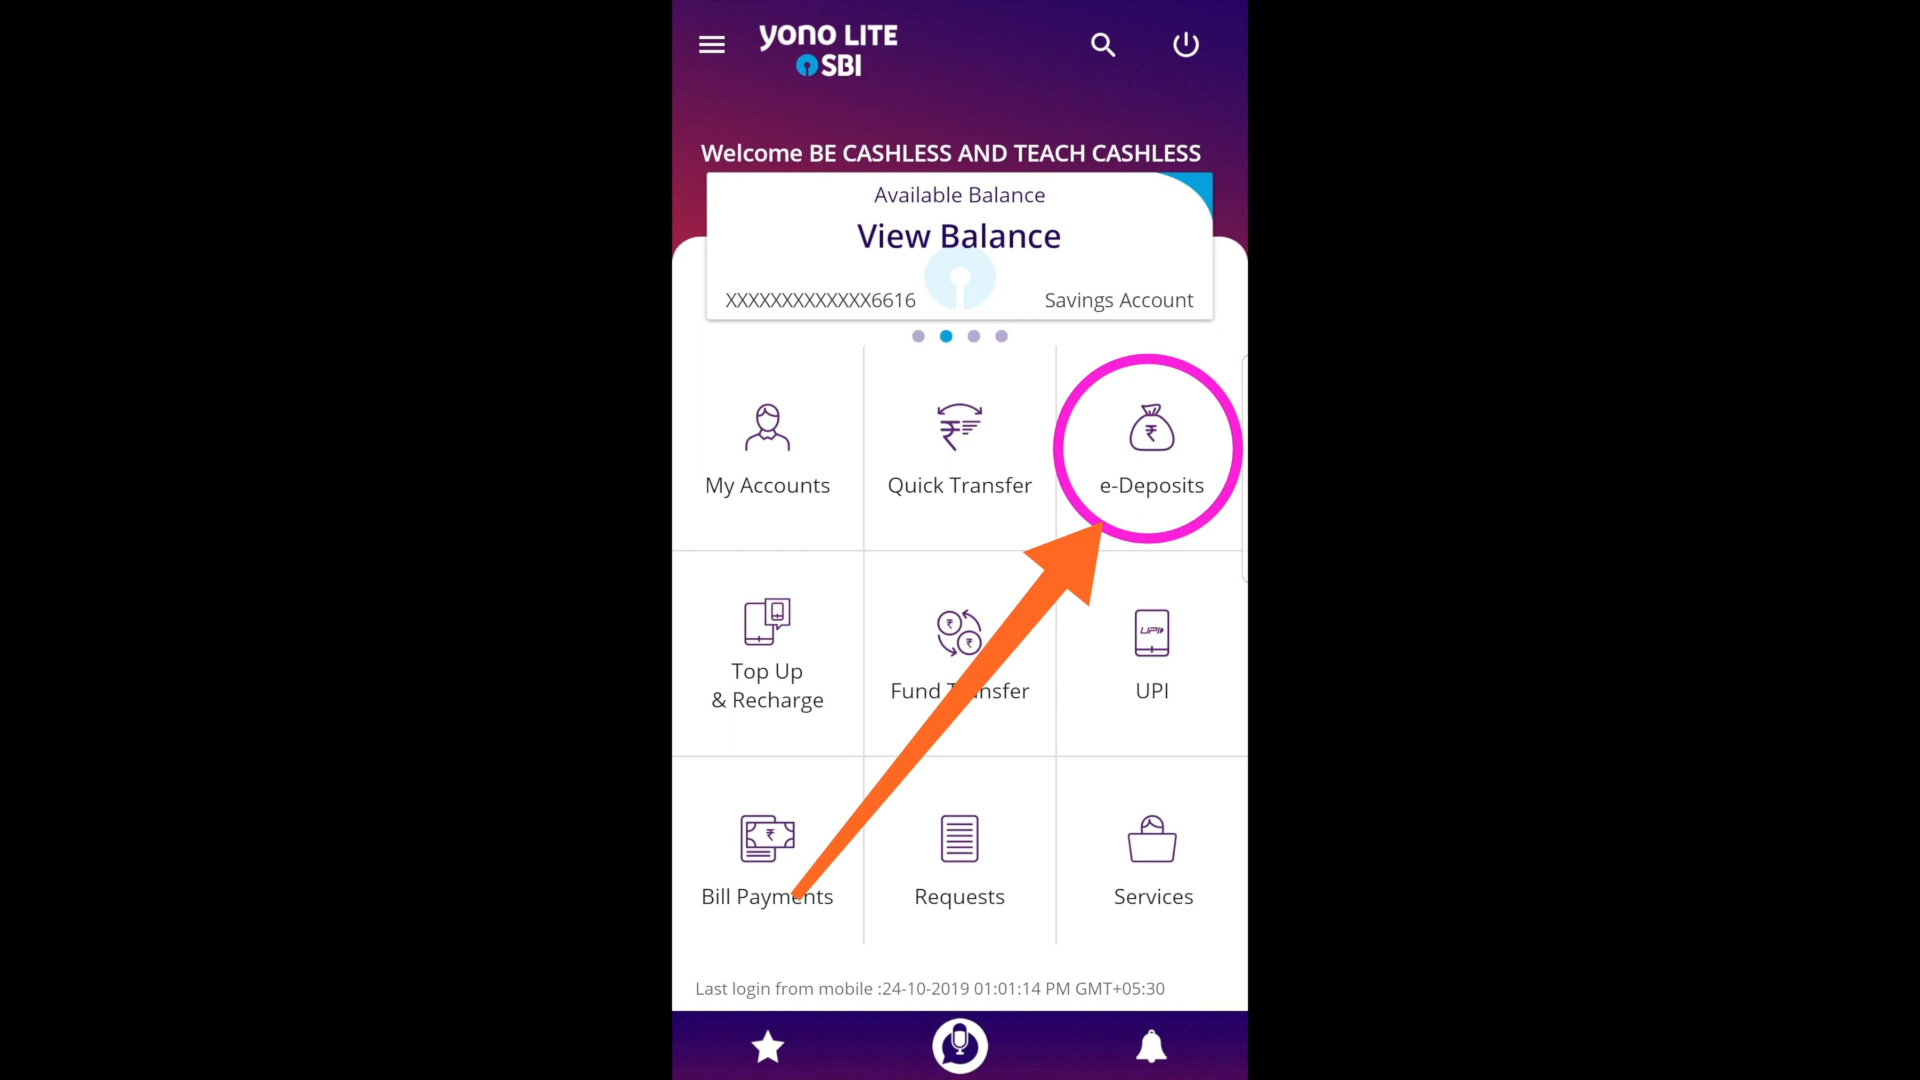 yono LITE
SBI
Welcome BE CASHLESS AND TEACH CASHLESS
Available Balance
View Balance
XXXXXXXXXXXXX6616 Savings Account
My Accounts Quick Transfer e-Deposits
Top Up
& Recharge
Fund Transfer
UPI
UPI
Bill Payments Requests Services
Last login from mobile :24-10-2019 01:01:14 PM GMT+05:30